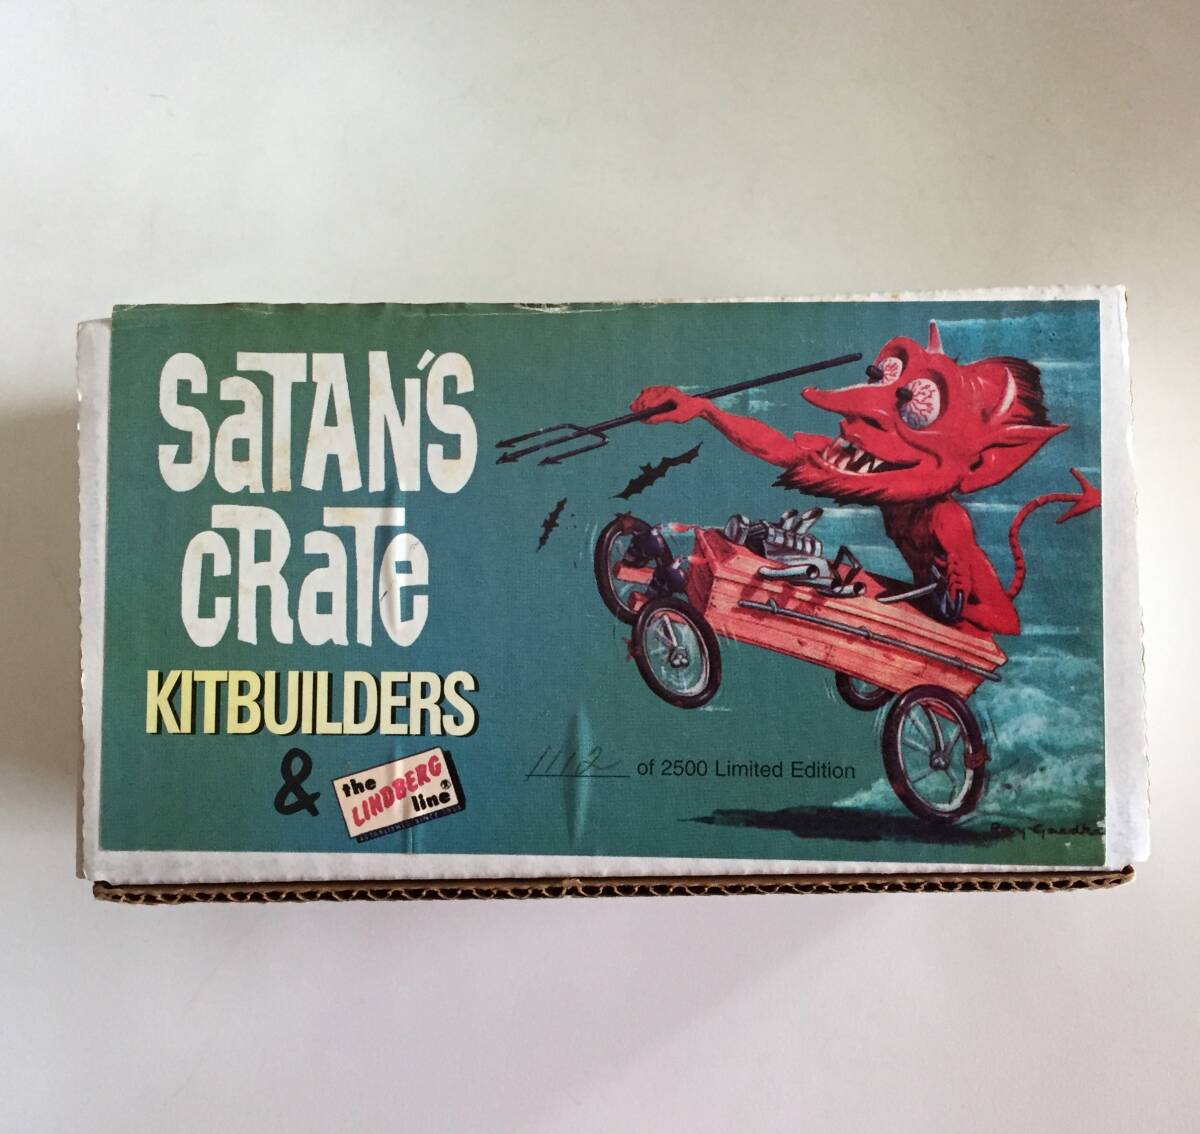 SaTAN'S
CRaTe
KITBUILDERS
& the
LINDBERG
line®
1112 of 2500 Limited Edition